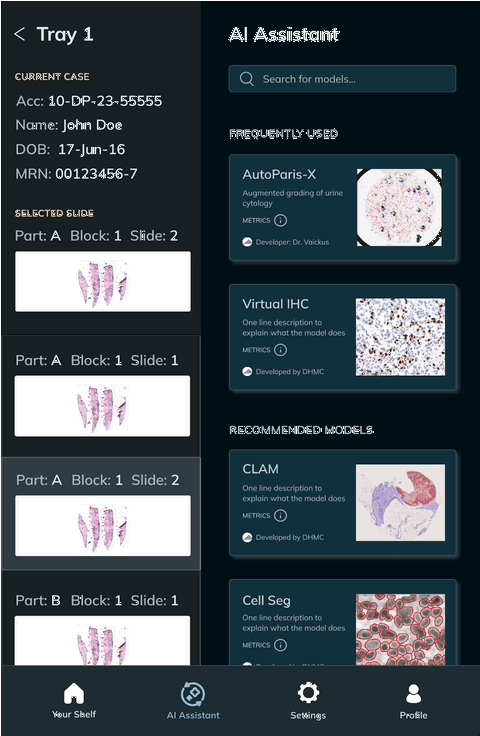 Tray 1
CURRENT CASE
Acc: 10-DP-23-55555
Name: John Doe
DOB: 17-Jun-16
MRN: 00123456-7
SELECTED SLIDE
Part: A Block: 1 Slide: 2
Part: A Block: 1 Slide: 1
Part: A Block: 1 Slide: 2
Part: B Block: 1 Slide: 1
AI Assistant
Search for models...
FREQUENTLY USED
AutoParis-X
Augmented grading of urine
cytology
METRICS
Developer: Dr. Vaickus
Virtual IHC
One line description to
explain what the model does
METRICS
Developed by DHMC
RECOMMENDED MODELS
CLAM
One line description to
explain what the model does
METRICS
Developed by DHMC
Cell Seg
One line description to
explain what the model does
METRICS
Your Shelf
AI Assistant
Settings
Profile